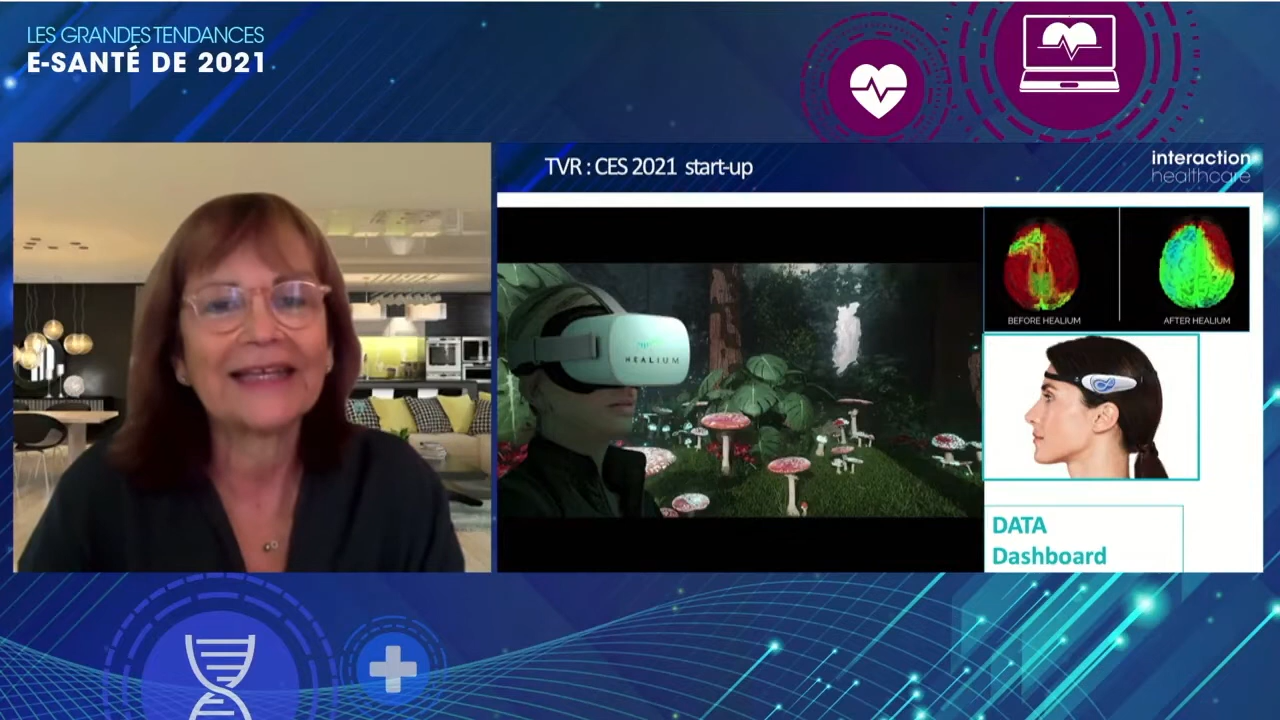 LES GRANDES TENDANCES
E-SANTÉ DE 2021
TVR : CES 2021 start-up
interaction
healthcare
HEALIUM
BEFORE HEALIUM
AFTER HEALIUM
DATA
Dashboard